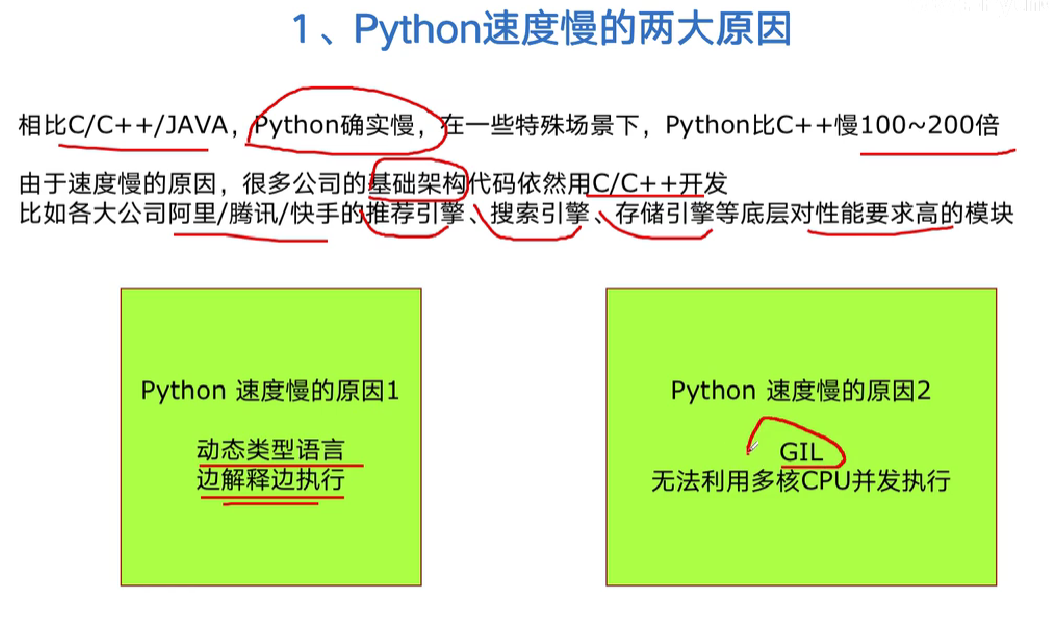 1、Python速度慢的两大原因
相比C/C++/JAVA，Python确实慢，在一些特殊场景下，Python比C++慢100~200倍
由于速度慢的原因，很多公司的基础架构代码依然用C/C++开发
比如各大公司阿里/腾讯/快手的推荐引擎、搜索引擎、存储引擎等底层对性能要求高的模块
Python 速度慢的原因1
动态类型语言
边解释边执行
Python 速度慢的原因2
GIL
无法利用多核CPU并发执行